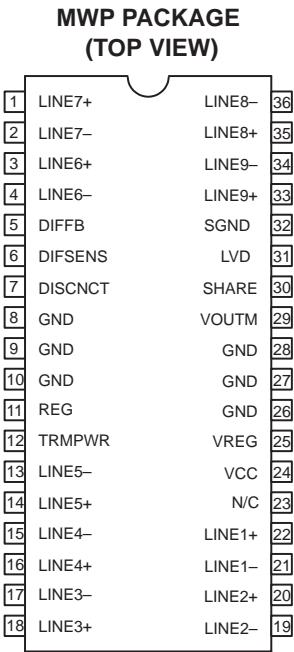 MWP PACKAGE
(TOP VIEW)
1 LINE7+ LINE8– 36
2 LINE7– LINE8+ 35
3 LINE6+ LINE9– 34
4 LINE6– LINE9+ 33
5 DIFFB SGND 32
6 DIFSENS LVD 31
7 DISCNCT SHARE 30
8 GND VOUTM 29
9 GND GND 28
10 GND GND 27
11 REG GND 26
12 TRMPWR VREG 25
13 LINE5– VCC 24
14 LINE5+ N/C 23
15 LINE4– LINE1+ 22
16 LINE4+ LINE1– 21
17 LINE3– LINE2+ 20
18 LINE3+ LINE2– 19